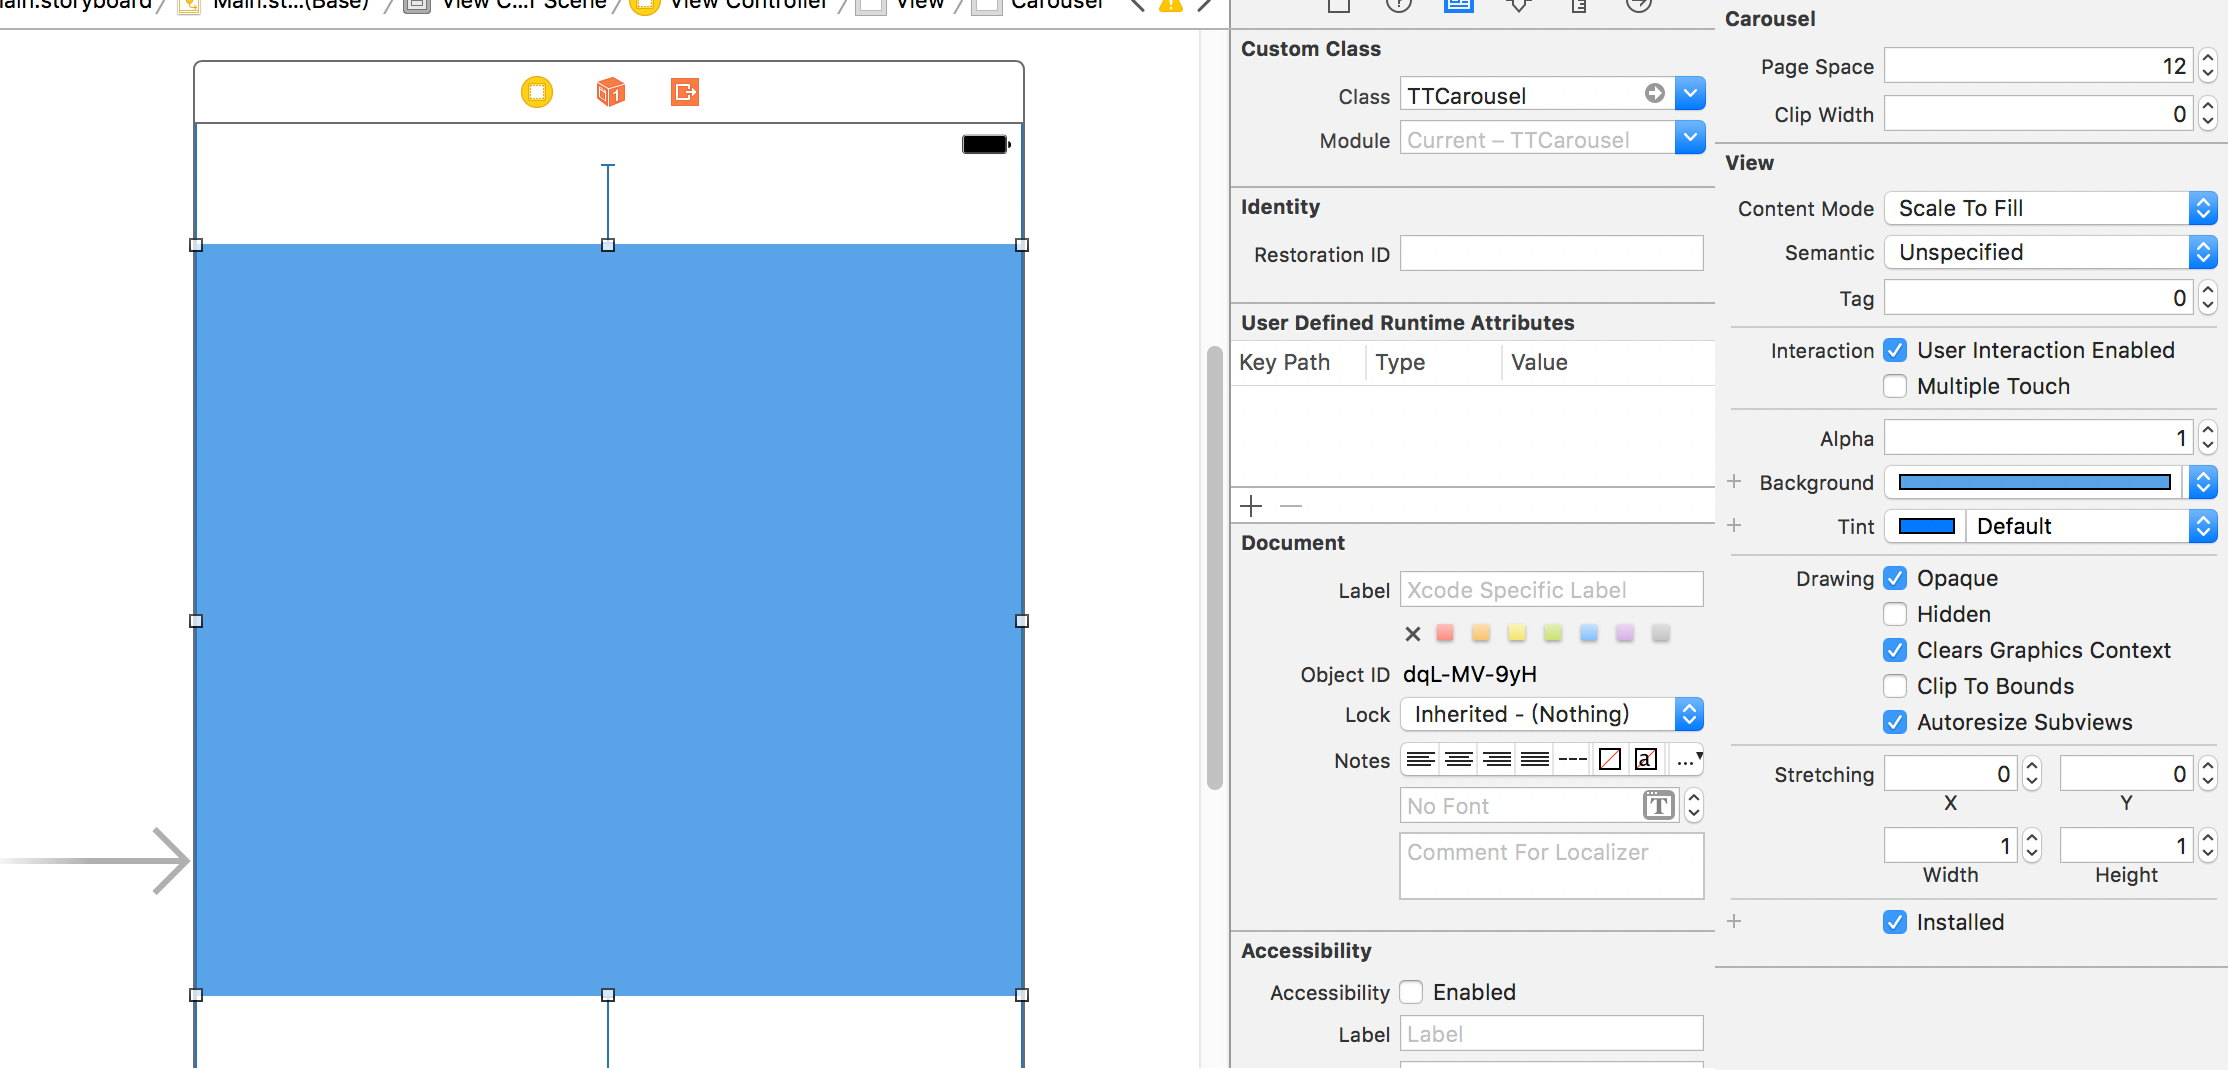 ain.storyboard
Main.st...(Base)
View C...r Scene
View Controller
View
Carousel
Custom Class
Class
TTCarousel
Module
Current – TTCarousel
Identity
Restoration ID
User Defined Runtime Attributes
Key Path
Type
Value
Document
Label
Xcode Specific Label
Object ID
dqL-MV-9yH
Lock
Inherited - (Nothing)
Notes
a
...
No Font
T
Comment For Localizer
Accessibility
Accessibility
Enabled
Label
Label
Carousel
Page Space
12
Clip Width
0
View
Content Mode
Scale To Fill
Semantic
Unspecified
Tag
0
Interaction
User Interaction Enabled
Multiple Touch
Alpha
1
Background
Tint
Default
Drawing
Opaque
Hidden
Clears Graphics Context
Clip To Bounds
Autoresize Subviews
Stretching
0
0
X
Y
1
1
Width
Height
Installed